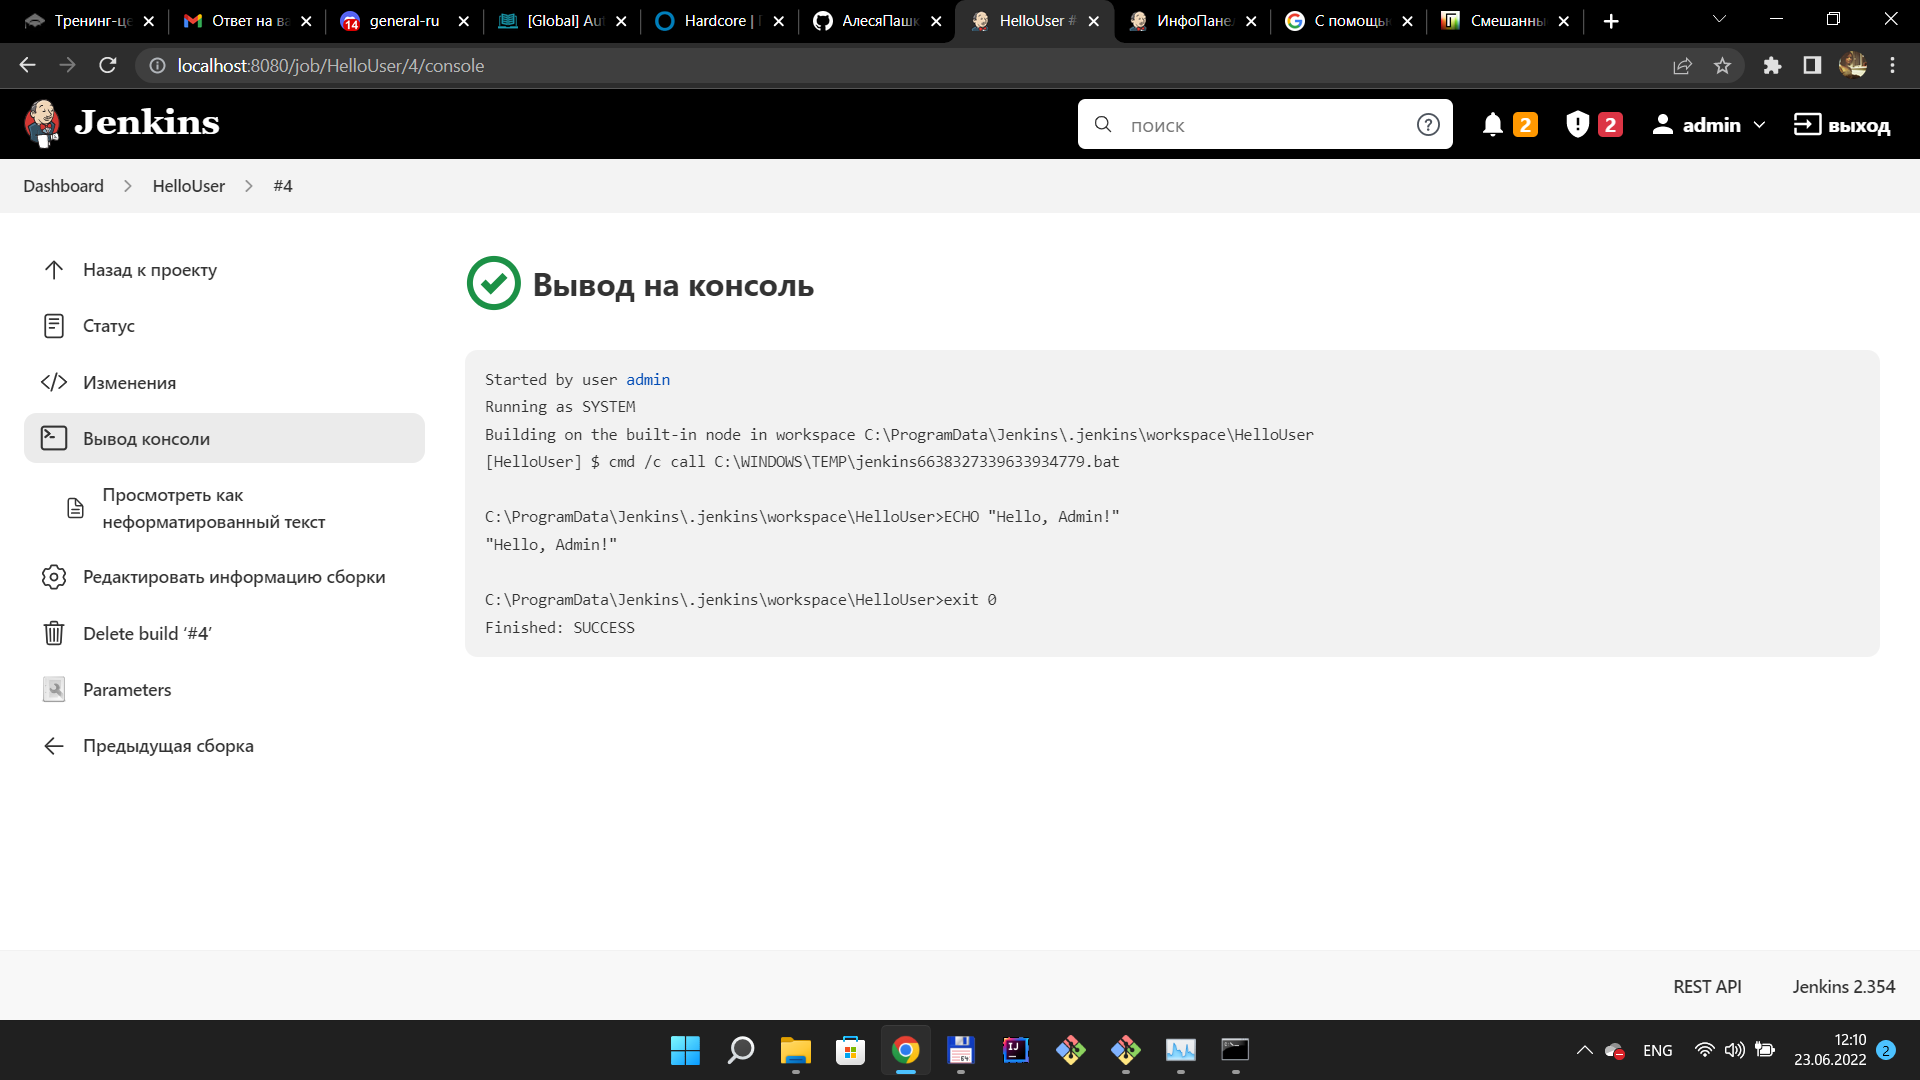 Тренинг-це
Ответ на ва
14
general-ru
[Global] Au
Hardcore | П
АлесяПашк
HelloUser #
ИнфоПане
С помощь
Смешанны
localhost:8080/job/HelloUser/4/console
Jenkins
поиск
2
2
admin
выход
Dashboard
HelloUser
#4
Назад к проекту
Статус
Изменения
Вывод консоли
Просмотреть как
неформатированный текст
Редактировать информацию сборки
Delete build ‘#4’
Parameters
Предыдущая сборка
Вывод на консоль
Started by user admin
Running as SYSTEM
Building on the built-in node in workspace C:\ProgramData\Jenkins\.jenkins\workspace\HelloUser
[HelloUser] $ cmd /c call C:\WINDOWS\TEMP\jenkins6638327339633934779.bat
C:\ProgramData\Jenkins\.jenkins\workspace\HelloUser>ECHO "Hello, Admin!"
"Hello, Admin!"
C:\ProgramData\Jenkins\.jenkins\workspace\HelloUser>exit 0
Finished: SUCCESS
REST API
Jenkins 2.354
64
IJ
ENG
12:10
23.06.2022
2